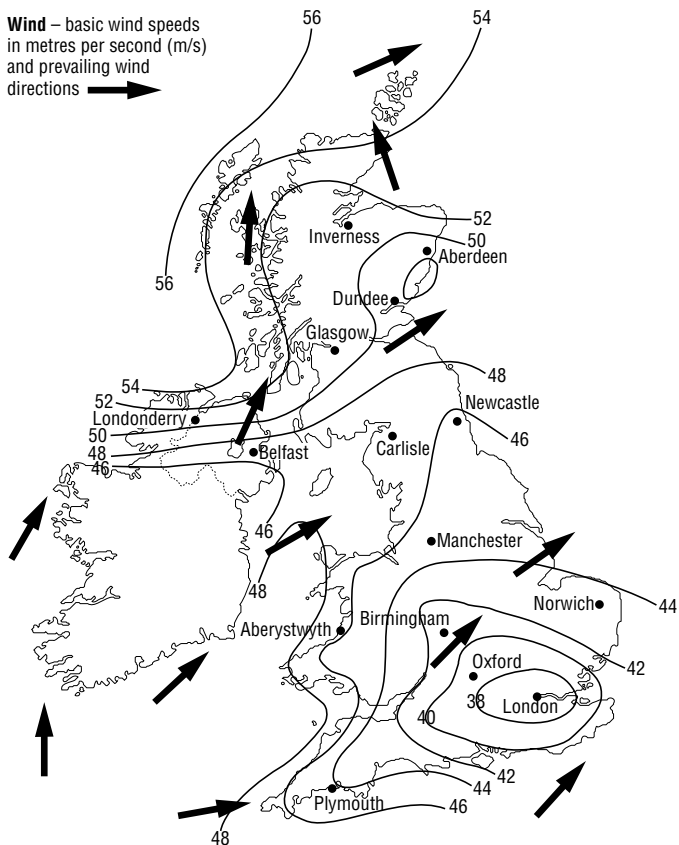 Wind – basic wind speeds
in metres per second (m/s)
and prevailing wind
directions
56
54
52
Inverness
50
Aberdeen
56
Dundee
Glasgow
48
54
52
Londonderry
Newcastle
50
46
48
Belfast
Carlisle
46
46
Manchester
48
44
Norwich
Aberystwyth
Birmingham
42
Oxford
38
London
40
42
44
Plymouth
46
48